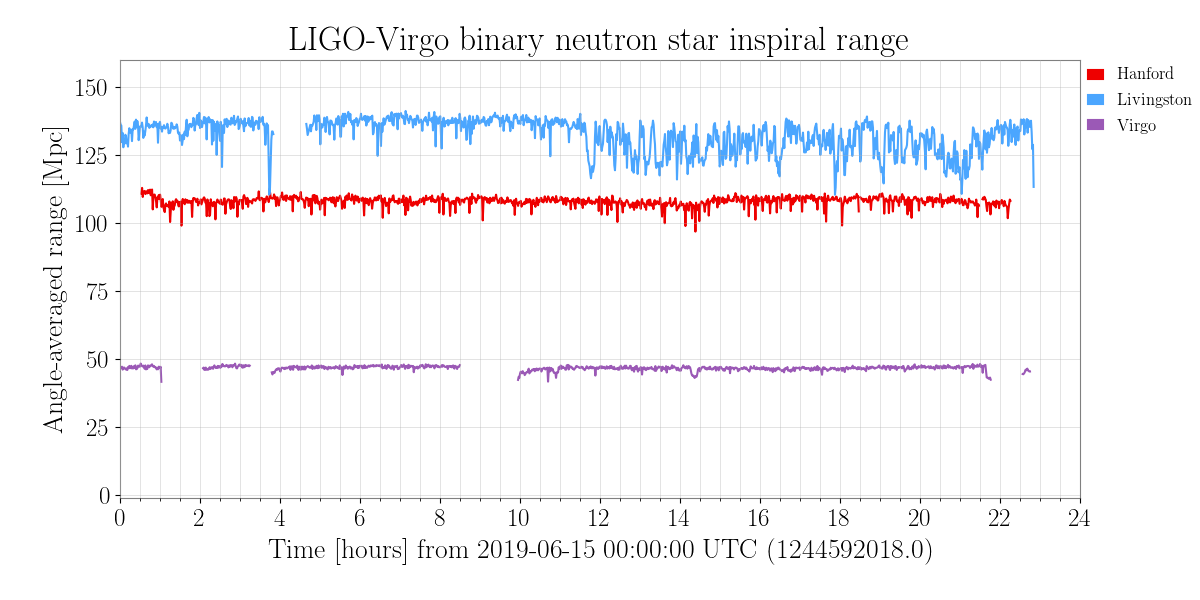 LIGO-Virgo binary neutron star inspiral range
Hanford
Livingston
Virgo
Angle-averaged range [Mpc]
150
125
100
75
50
25
0
0 2 4 6 8 10 12 14 16 18 20 22 24
Time [hours] from 2019-06-15 00:00:00 UTC (1244592018.0)